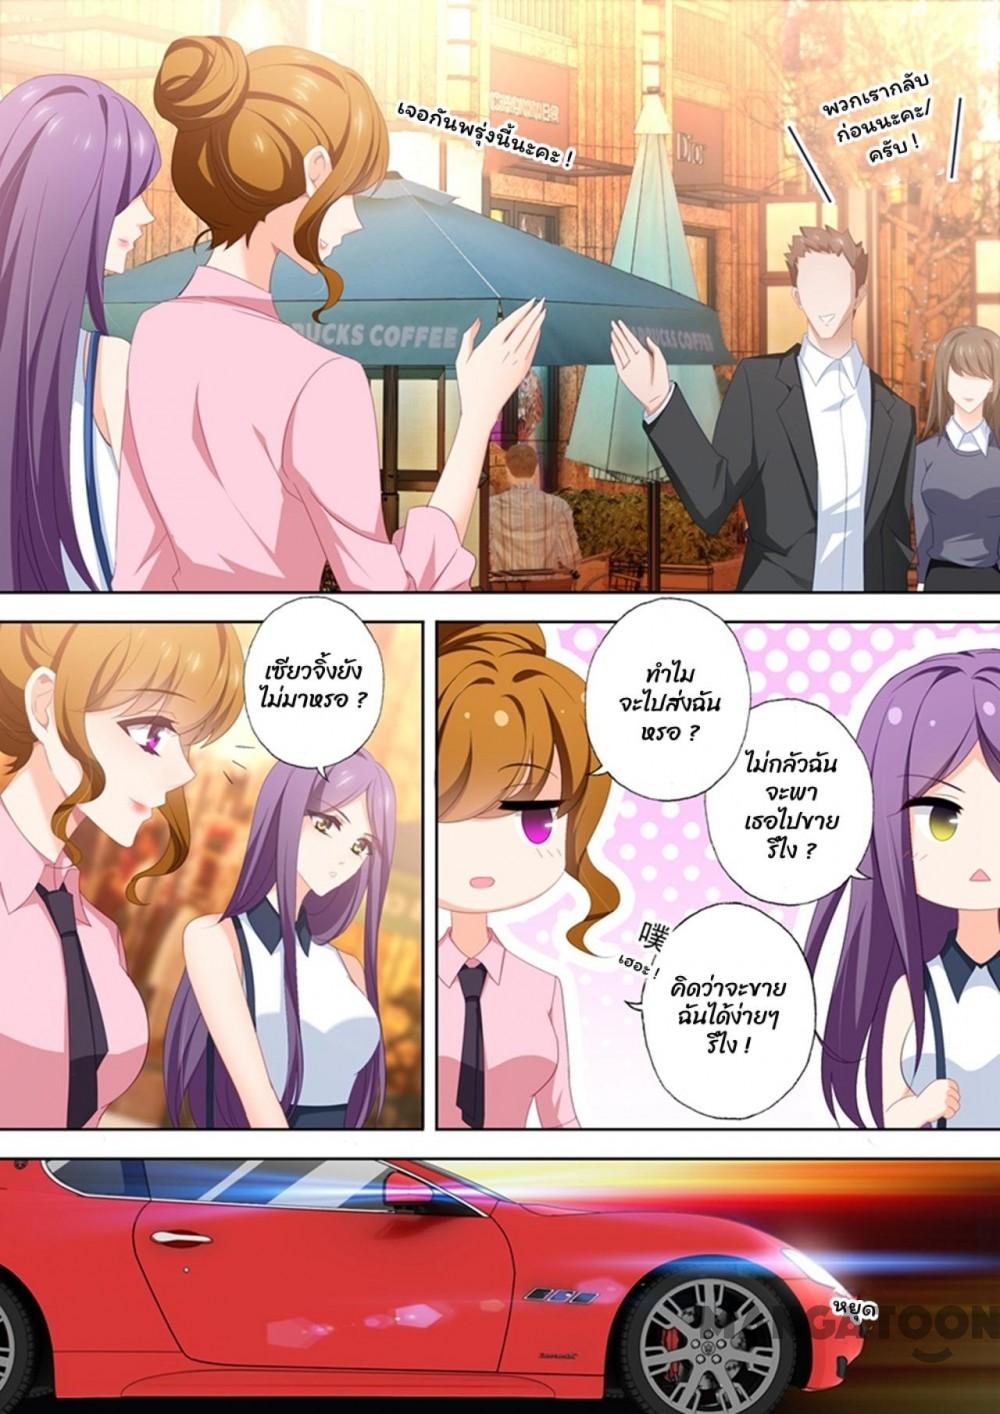 เจอกันพรุ่งนี้นะคะ !
พวกเรากลับ
ก่อนนะคะ/
ครับ !
Dior
BUCKS COFFEE
RBUCKS COFFEE
เซียวจิ้งยัง
ไม่มาหรอ ?
ทำไม
จะไปส่งฉัน
หรอ ?
ไม่กลัวฉัน
จะพา
เธอไปขาย
รึไง ?
噗
เฮอะ !
คิดว่าจะขาย
ฉันได้ง่ายๆ
รึไง !
หยุด
MANGATOON